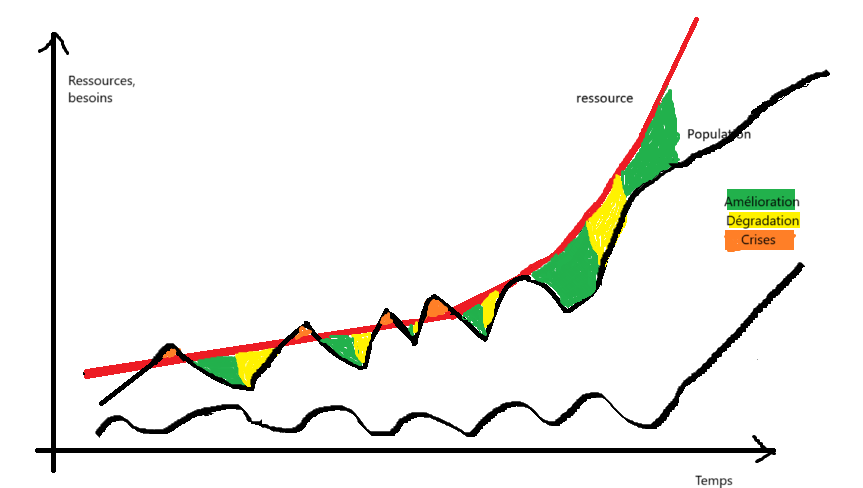 Ressources,
besoins
ressource
Population
Amélioration
Dégradation
Crises
Temps